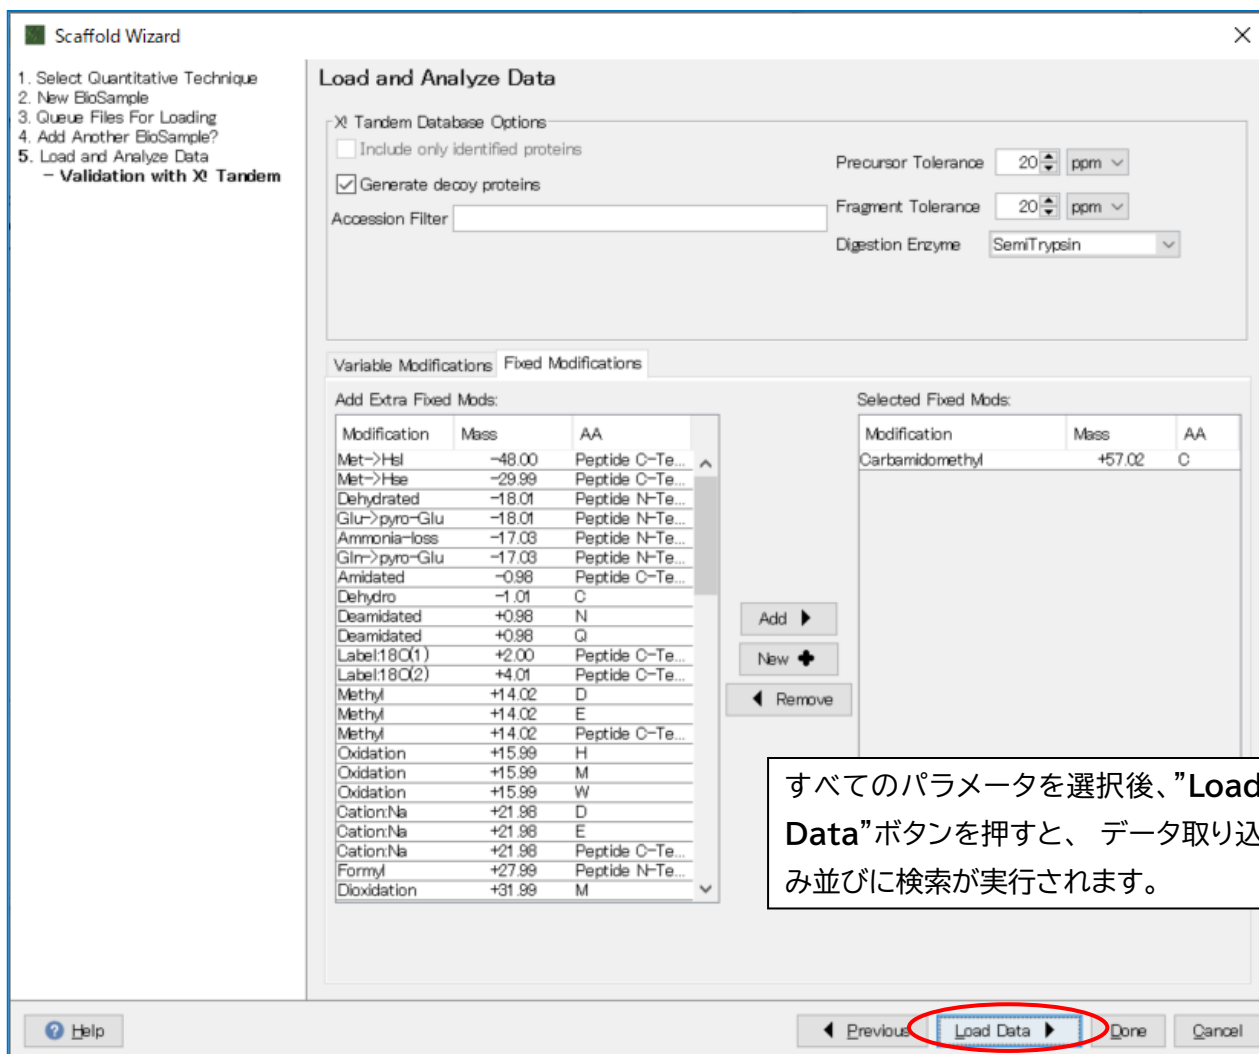 Scaffold Wizard
1. Select Quantitative Technique
2. New BioSample
3. Queue Files For Loading
4. Add Another BioSample?
5. Load and Analyze Data
- Validation with X! Tandem
Load and Analyze Data
X! Tandem Database Options
Include only identified proteins
Generate decoy proteins
Accession Filter
Precursor Tolerance 20 ppm
Fragment Tolerance 20 ppm
Digestion Enzyme SemiTrypsin
Variable Modifications Fixed Modifications
Add Extra Fixed Mods:
Modification Mass AA
Met->Hsl -48.00 Peptide C-Te...
Met->Hse -29.99 Peptide C-Te...
Dehydrated -18.01 Peptide N-Te...
Glu->pyro-Glu -18.01 Peptide N-Te...
Ammonia-loss -17.03 Peptide N-Te...
Gln->pyro-Glu -17.03 Peptide N-Te...
Amidated -0.98 Peptide C-Te...
Dehydro -1.01 C
Deamidated +0.98 N
Deamidated +0.98 Q
Label:18O(1) +2.00 Peptide C-Te...
Label:18O(2) +4.01 Peptide C-Te...
Methyl +14.02 D
Methyl +14.02 E
Methyl +14.02 Peptide C-Te...
Oxidation +15.99 H
Oxidation +15.99 M
Oxidation +15.99 W
Cation:Na +21.98 D
Cation:Na +21.98 E
Cation:Na +21.98 Peptide C-Te...
Formyl +27.99 Peptide N-Te...
Dioxidation +31.99 M
Add
New
Remove
Selected Fixed Mods:
Modification Mass AA
Carbamidomethyl +57.02 C
すべてのパラメータを選択後、”Load
Data”ボタンを押すと、 データ取り込
み並びに検索が実行されます。
Help
Previous Load Data Done Cancel